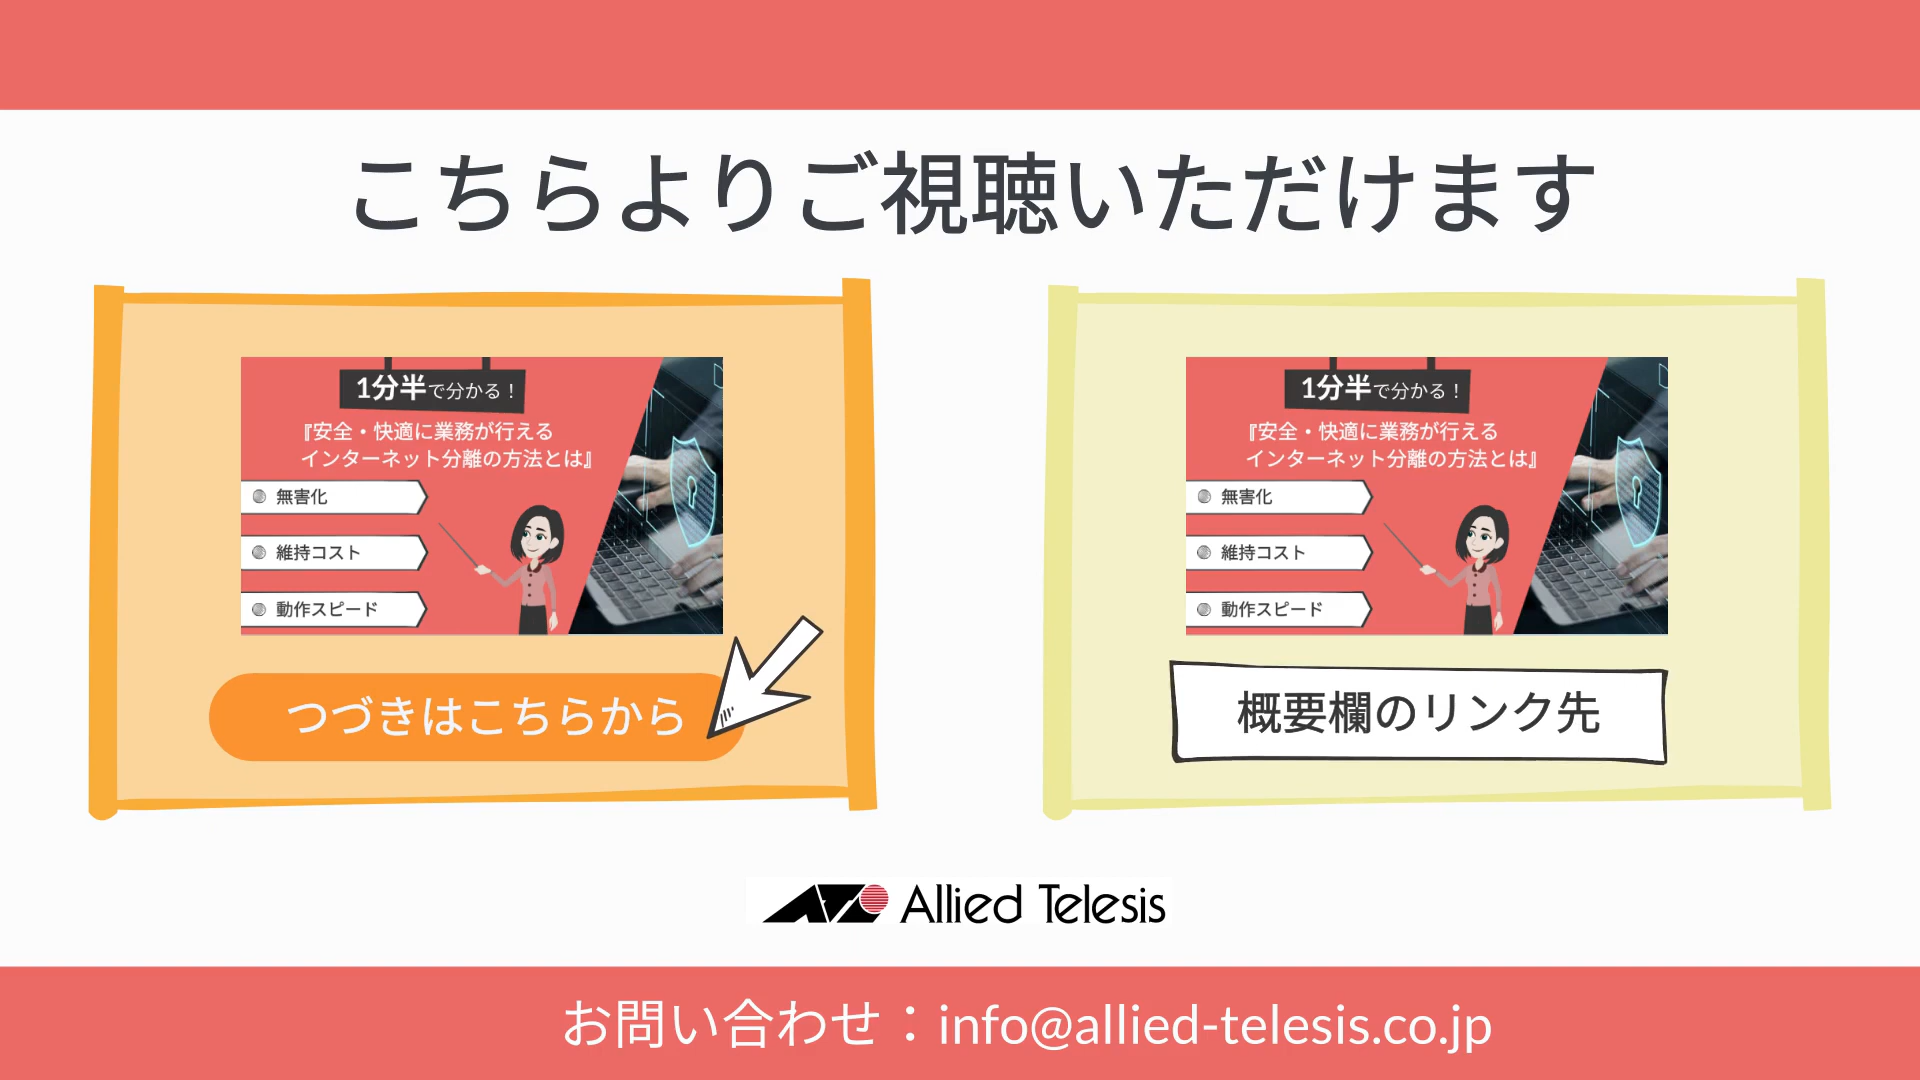 こちらよりご視聴いただけます
1分半で分かる！
『安全・快適に業務が行える
インターネット分離の方法とは』
無害化
維持コスト
動作スピード
つづきはこちらから
1分半で分かる！
『安全・快適に業務が行える
インターネット分離の方法とは』
無害化
維持コスト
動作スピード
概要欄のリンク先
Allied Telesis
お問い合わせ：info@allied-telesis.co.jp